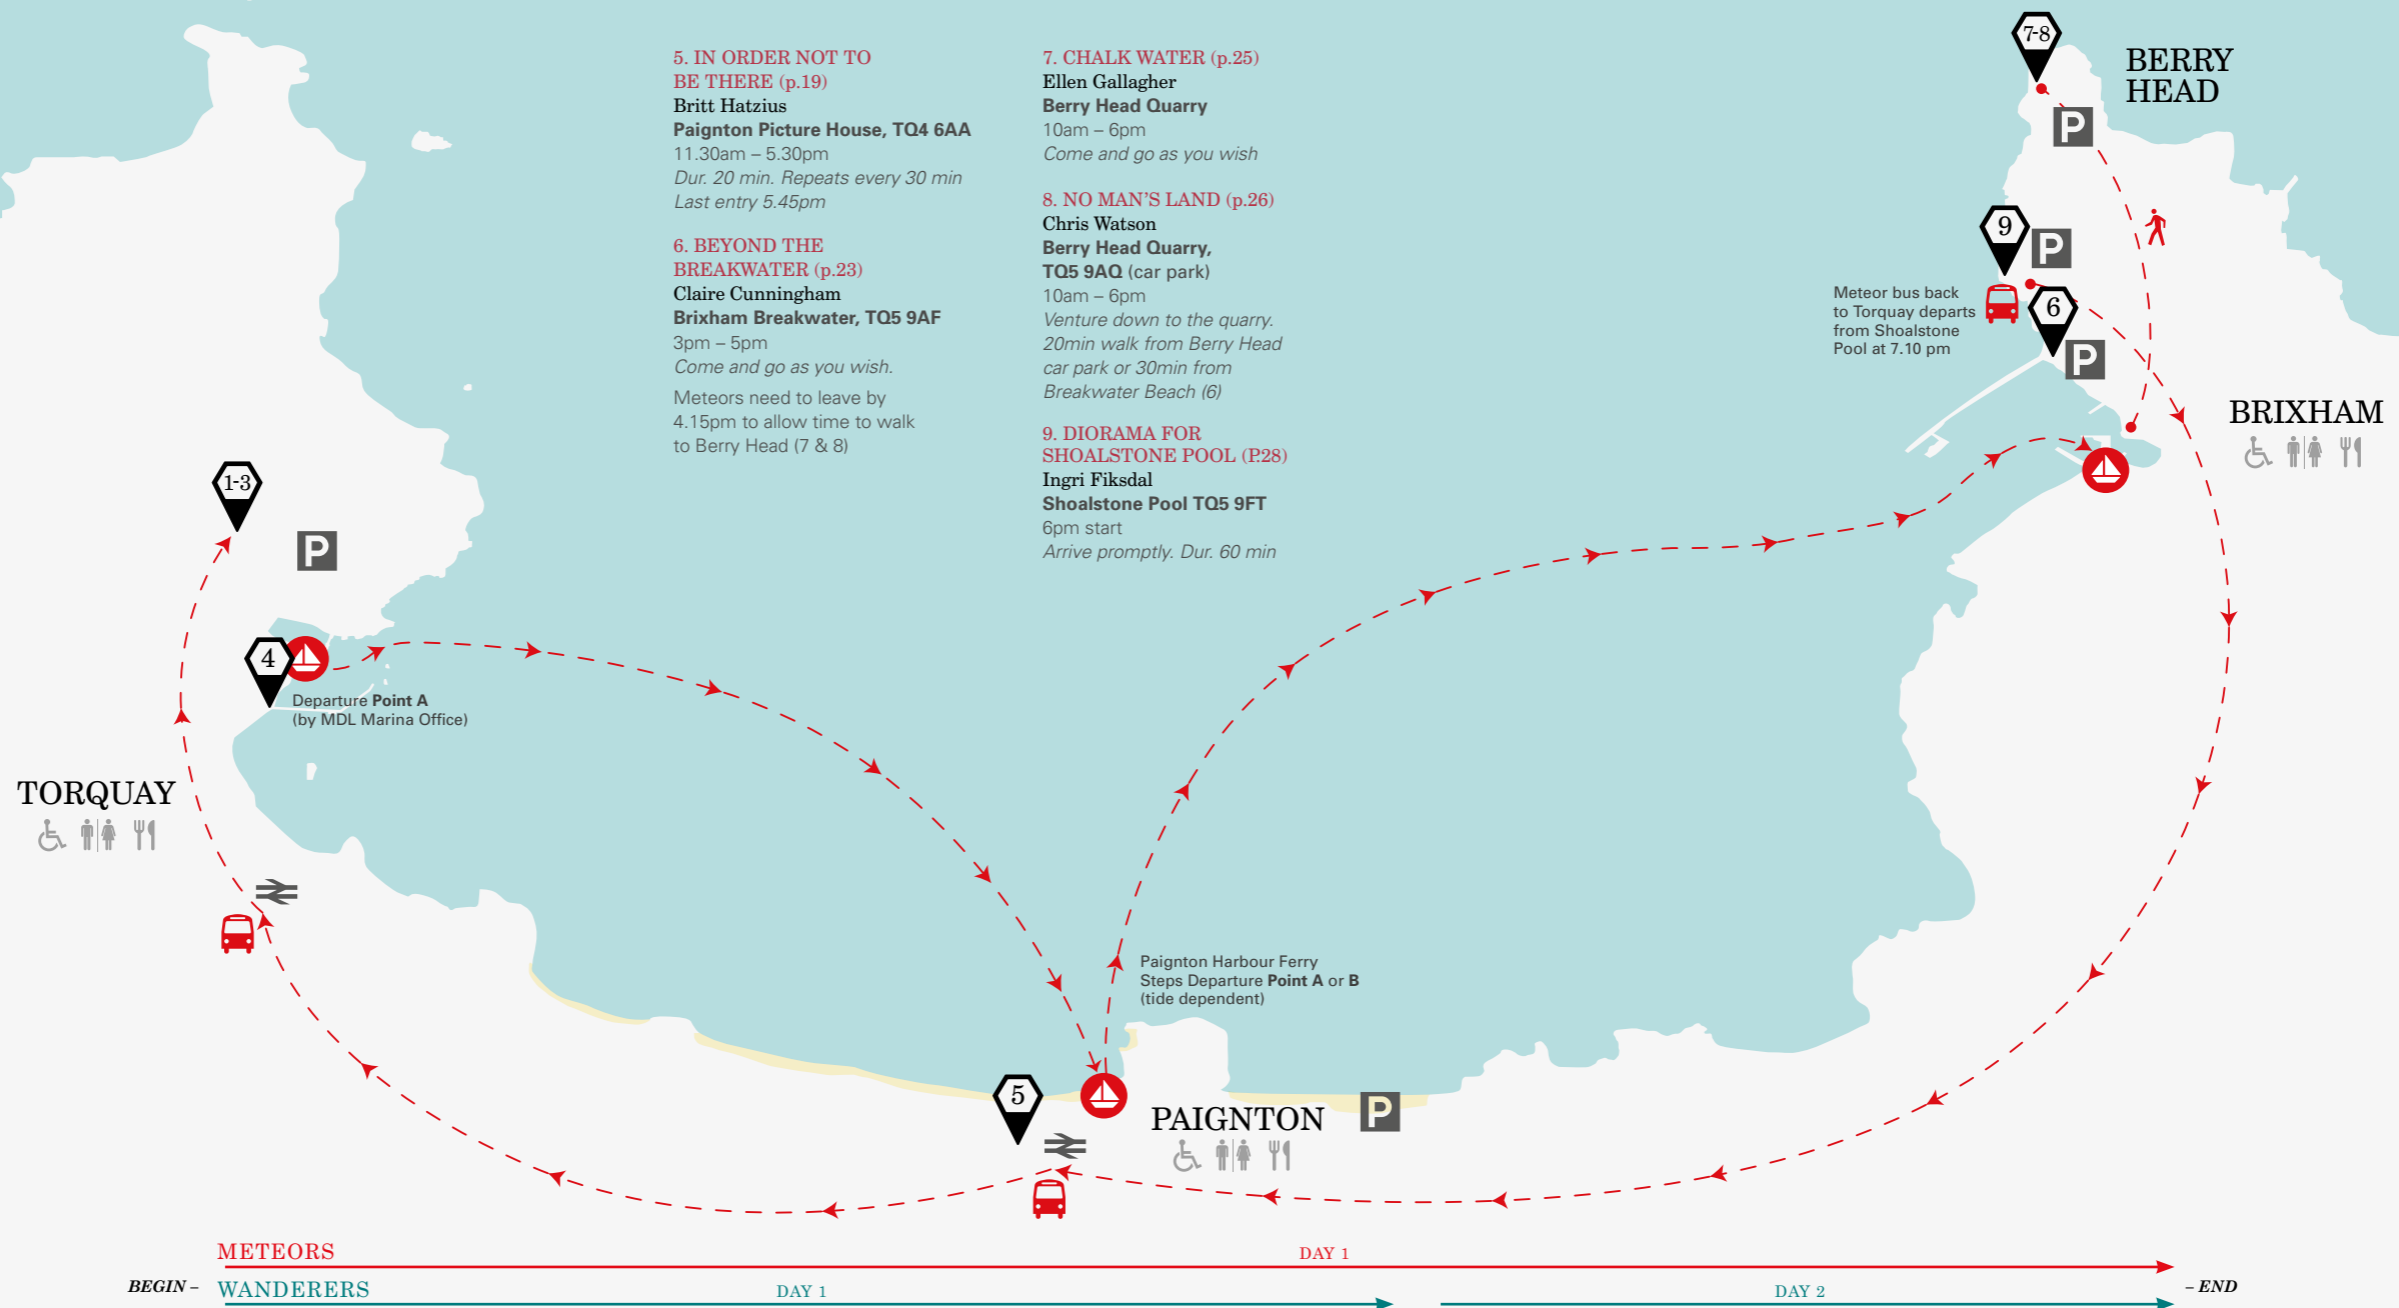 5. IN ORDER NOT TO
BE THERE (p.19)
Britt Hatzius
Paignton Picture House, TQ4 6AA
11.30am – 5.30pm
Dur. 20 min. Repeats every 30 min
Last entry 5.45pm
6. BEYOND THE
BREAKWATER (p.23)
Claire Cunningham
Brixham Breakwater, TQ5 9AF
3pm – 5pm
Come and go as you wish.
Meteors need to leave by
4.15pm to allow time to walk
to Berry Head (7 & 8)
7. CHALK WATER (p.25)
Ellen Gallagher
Berry Head Quarry
10am – 6pm
Come and go as you wish
8. NO MAN'S LAND (p.26)
Chris Watson
Berry Head Quarry,
TQ5 9AQ (car park)
10am – 6pm
Venture down to the quarry.
20min walk from Berry Head
car park or 30min from
Breakwater Beach (6)
9. DIORAMA FOR
SHOALSTONE POOL (P.28)
Ingri Fiksdal
Shoalstone Pool TQ5 9FT
6pm start
Arrive promptly. Dur. 60 min
7-8
BERRY
HEAD
P
9
P
Meteor bus back
to Torquay departs
from Shoalstone
Pool at 7.10 pm
6
P
BRIXHAM
1-3
P
4
Departure Point A
(by MDL Marina Office)
TORQUAY
Paignton Harbour Ferry
Steps Departure Point A or B
(tide dependent)
5
PAIGNTON
P
METEORS
DAY 1
BEGIN –
WANDERERS
DAY 1
DAY 2
– END